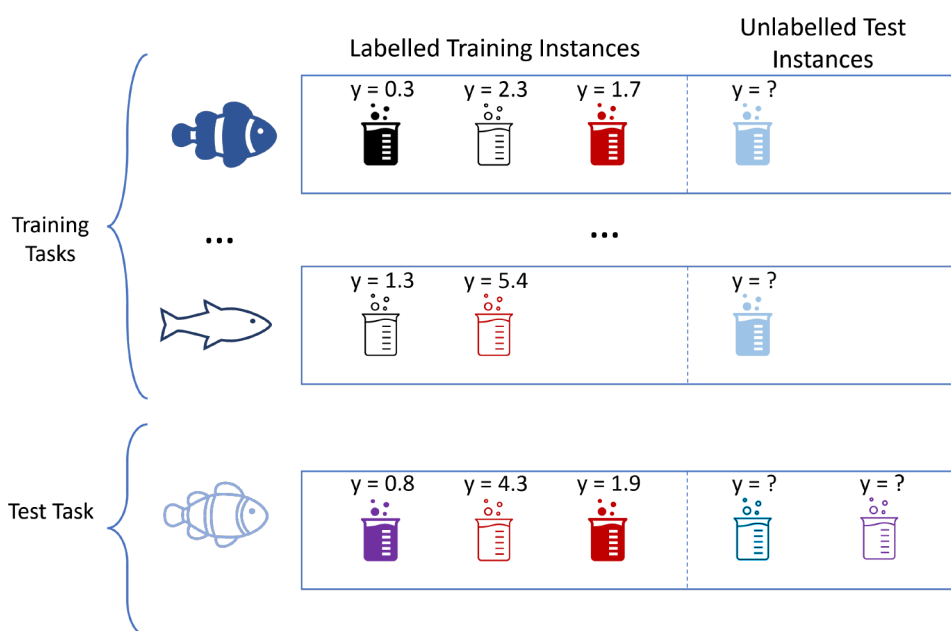 Labelled Training Instances
Unlabelled Test
Instances
y = 0.3
y = 2.3
y = 1.7
y = ?
Training
Tasks
...
...
y = 1.3
y = 5.4
y = ?
Test Task
y = 0.8
y = 4.3
y = 1.9
y = ?
y = ?